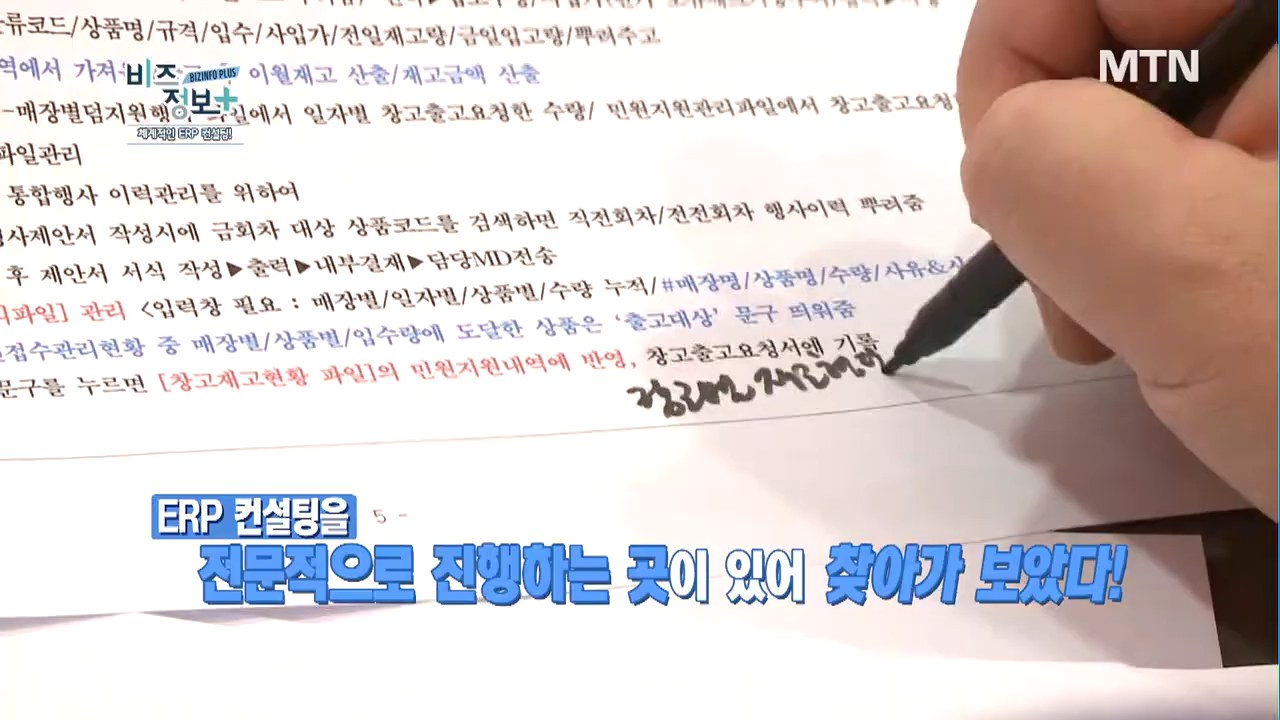 류코드/상품명/규격/입수/사입가/전일재고량/금일입고량/뿌려주고
역에서 가져 이월재고 산출/재고금액 산출
비즈 BIZINFO PLUS
정보+
체계적인 ERP 컨설팅!
MTN
-매장별덤지원행 일에서 일자별 창고출고요청한 수량/ 민원지원관리파일에서 창고출고요청
파일관리
통합행사 이력관리를 위하여
행사제안서 작성시에 금회차 대상 상품코드를 검색하면 직전회차/전전회차 행사이력 뿌려줌
후 제안서 서식 작성▶출력▶내부결재▶담당MD전송
파일] 관리 <입력창 필요 : 매장별/일자별/상품별/수량 누적/#매장명/상품명/수량/사유&
접수관리현황 중 매장별/상품별/입수량에 도달한 상품은 ‘출고대상’ 문구 띄워줌
문구를 누르면 [창고재고현황 파일]의 민원지원내역에 반영, 창고출고요청서엔 기록
5 -
ERP 컨설팅을
전문적으로 진행하는 곳이 있어 찾아가 보았다!